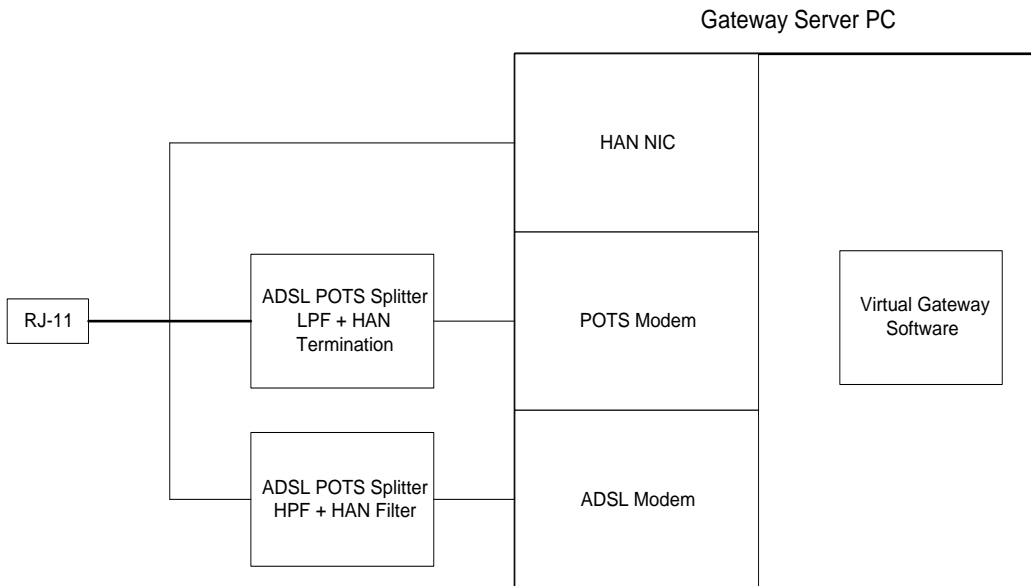 Gateway Server PC
HAN NIC
ADSL POTS Splitter
LPF + HAN
Termination
RJ-11
POTS Modem
Virtual Gateway
Software
ADSL POTS Splitter
HPF + HAN Filter
ADSL Modem